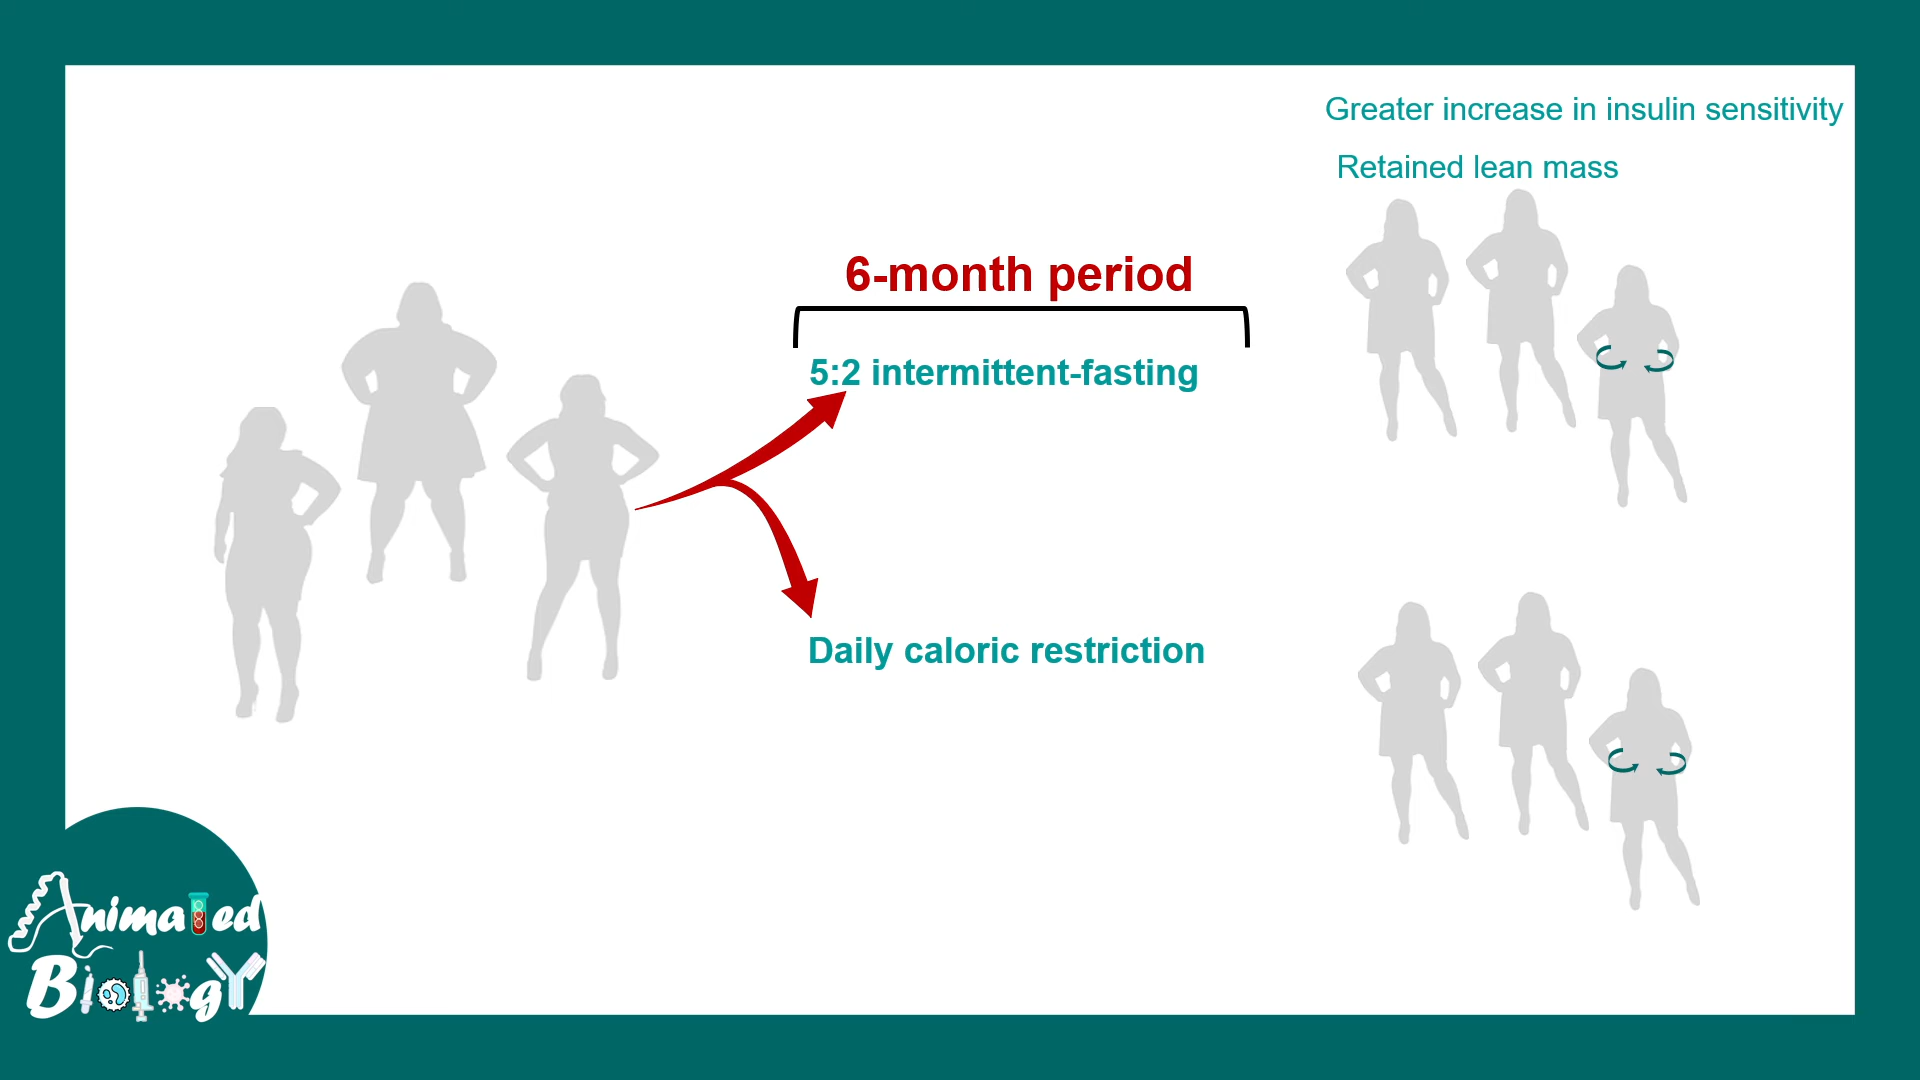 Greater increase in insulin sensitivity
Retained lean mass
6-month period
5:2 intermittent-fasting
Daily caloric restriction
Animated
Biology